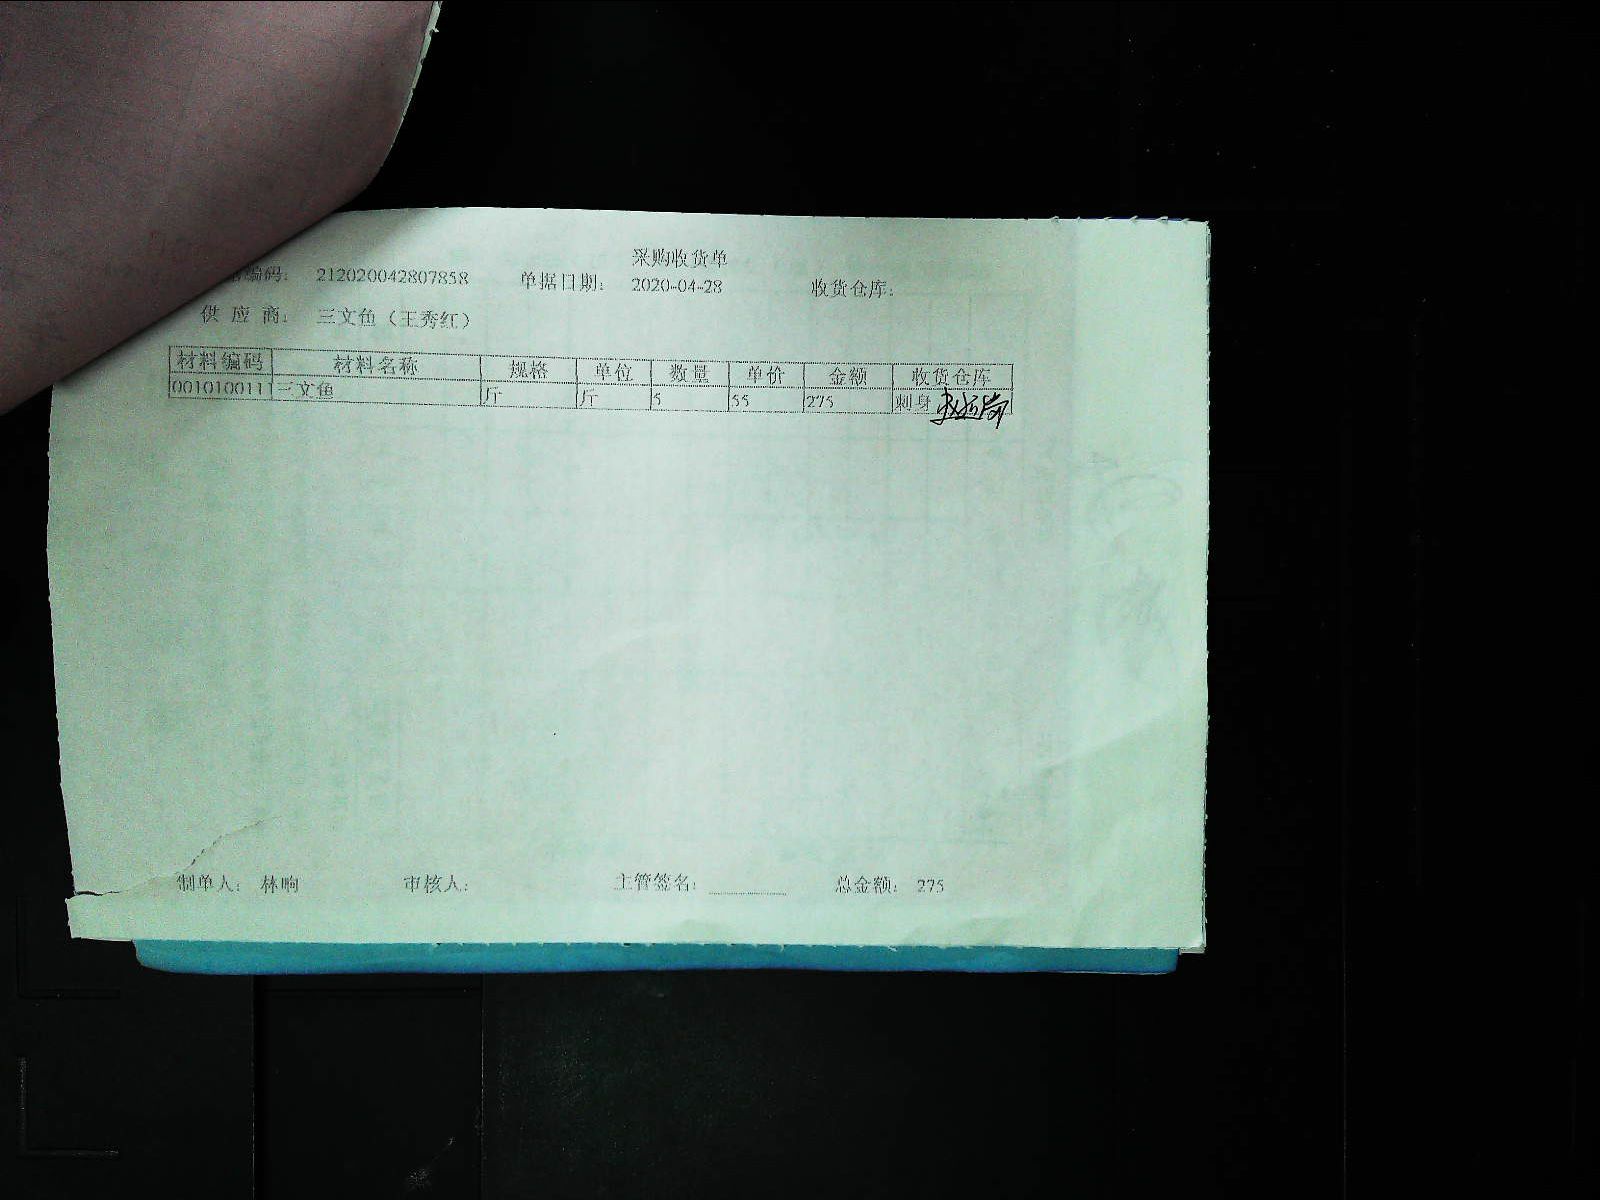 采购收货单
编码： 212020042807858 单据日期： 2020-04-28 收货仓库：
供 应 商： 三文鱼（王秀红）
材料编码 材料名称 规格 单位 数量 单价 金额 收货仓库
0010100111 三文鱼 斤 斤 5 55 275 刺身
制单人： 林响 审核人： 主管签名： 总金额： 275